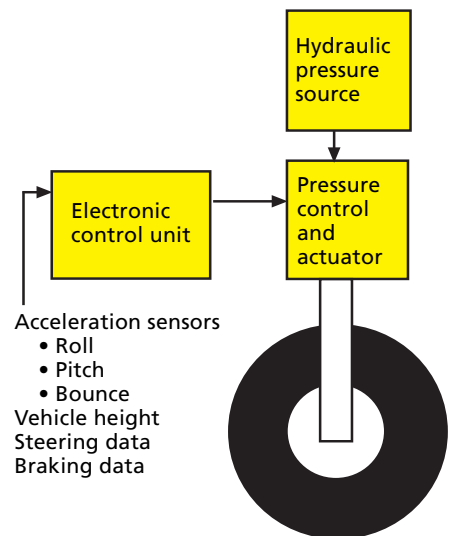 Hydraulic
pressure
source
Electronic
control unit
Pressure
control
and
actuator
Acceleration sensors
• Roll
• Pitch
• Bounce
Vehicle height
Steering data
Braking data